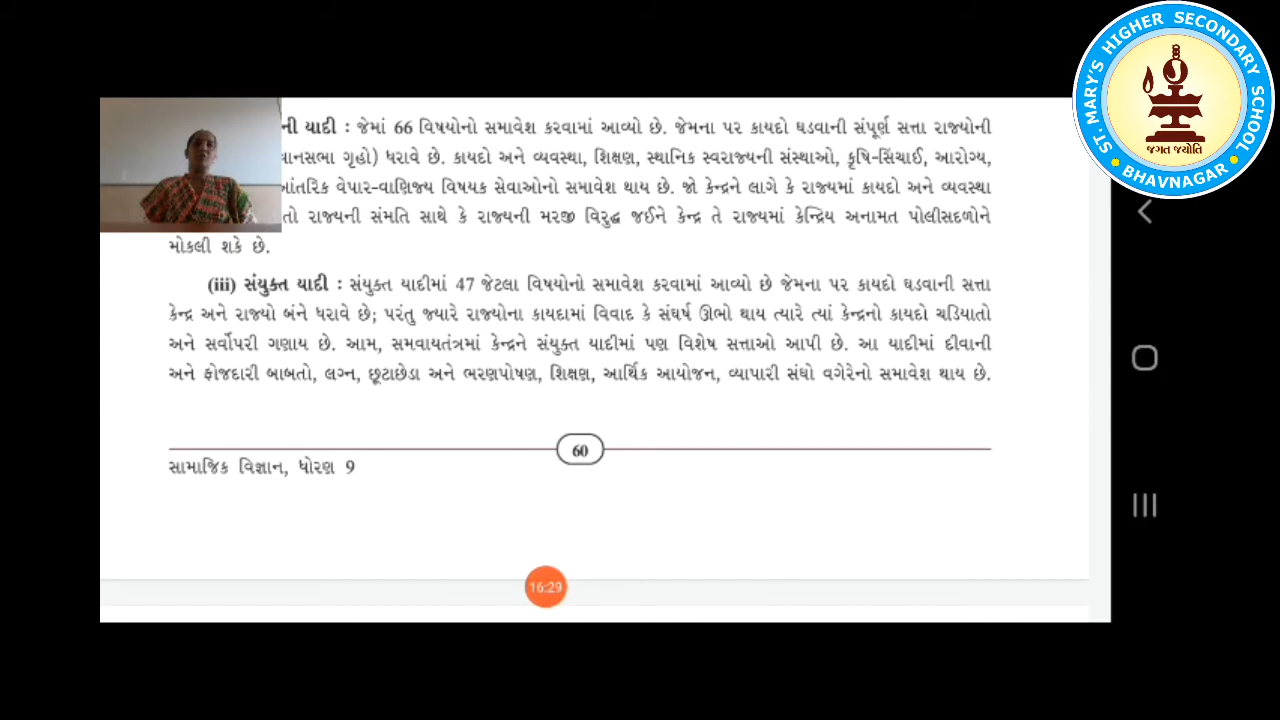 ની યાદી : જેમાં 66 વિષયોનો સમાવેશ કરવામાં આવ્યો છે. જેમના પર કાયદો ઘડવાની સંપૂર્ણ સત્તા રાજ્યોની
ાનસભા ગૃહો) ધરાવે છે. કાયદો અને વ્યવસ્થા, શિક્ષણ, સ્થાનિક સ્વરાજ્યની સંસ્થાઓ, કૃષિ-સિંચાઈ, આરોગ્ય,
આંતરિક વેપાર-વાણિજ્ય વિષયક સેવાઓનો સમાવેશ થાય છે. જો કેન્દ્રને લાગે કે રાજ્યમાં કાયદો અને વ્યવસ્થા
તો રાજ્યની સંમતિ સાથે કે રાજ્યની મરજી વિરુદ્ધ જઈને કેન્દ્ર તે રાજ્યમાં કેન્દ્રિય અનામત પોલીસદળોને
મોકલી શકે છે.
(iii) સંયુક્ત યાદી : સંયુક્ત યાદીમાં 47 જેટલા વિષયોનો સમાવેશ કરવામાં આવ્યો છે જેમના પર કાયદો ઘડવાની સત્તા
કેન્દ્ર અને રાજ્યો બંને ધરાવે છે; પરંતુ જ્યારે રાજ્યોના કાયદામાં વિવાદ કે સંઘર્ષ ઊભો થાય ત્યારે ત્યાં કેન્દ્રનો કાયદો ચડિયાતો
અને સર્વોપરી ગણાય છે. આમ, સમવાયતંત્રમાં કેન્દ્રને સંયુક્ત યાદીમાં પણ વિશેષ સત્તાઓ આપી છે. આ યાદીમાં દીવાની
અને ફોજદારી બાબતો, લગ્ન, છૂટાછેડા અને ભરણપોષણ, શિક્ષણ, આર્થિક આયોજન, વ્યાપારી સંઘો વગેરેનો સમાવેશ થાય છે.
60
સામાજિક વિજ્ઞાન, ધોરણ 9
16:29
ST. MARY'S HIGHER SECONDARY SCHOOL
જગત જ્યોતિ
BHAVNAGAR